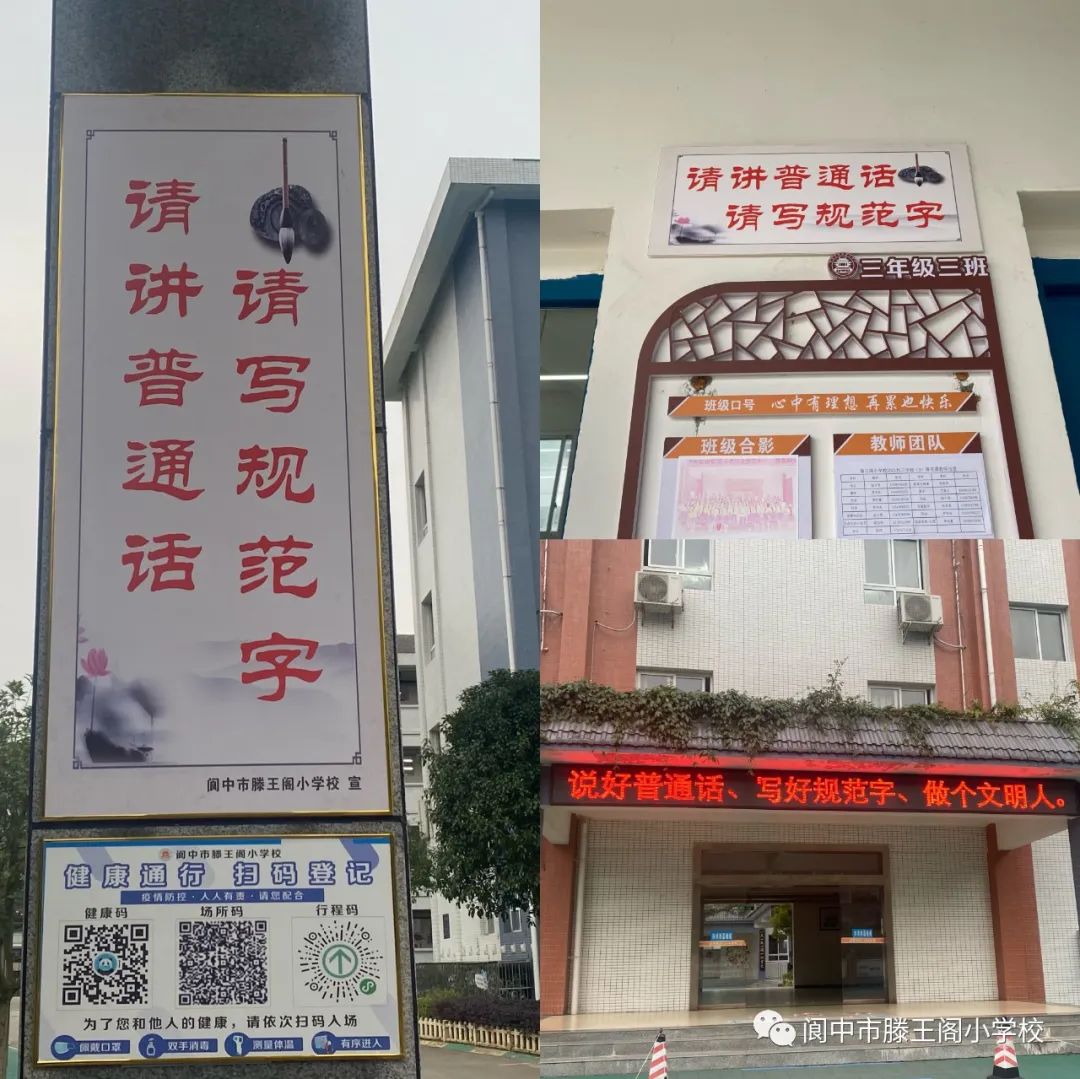 请讲普通话
请写规范字
阆中市滕王阁小学校 宣
阆中市滕王阁小学校
健康通行 扫码登记
疫情防控·人人有责·请您配合
健康码
场所码
行程码
为了您和他人的健康，请依次扫码入场
佩戴口罩
双手消毒
测量体温
有序进入
请讲普通话
请写规范字
三年级三班
班级口号 心中有理想 再累也快乐
班级合影
教师团队
说好普通话、写好规范字、做个文明人。
阆中市滕王阁小学校